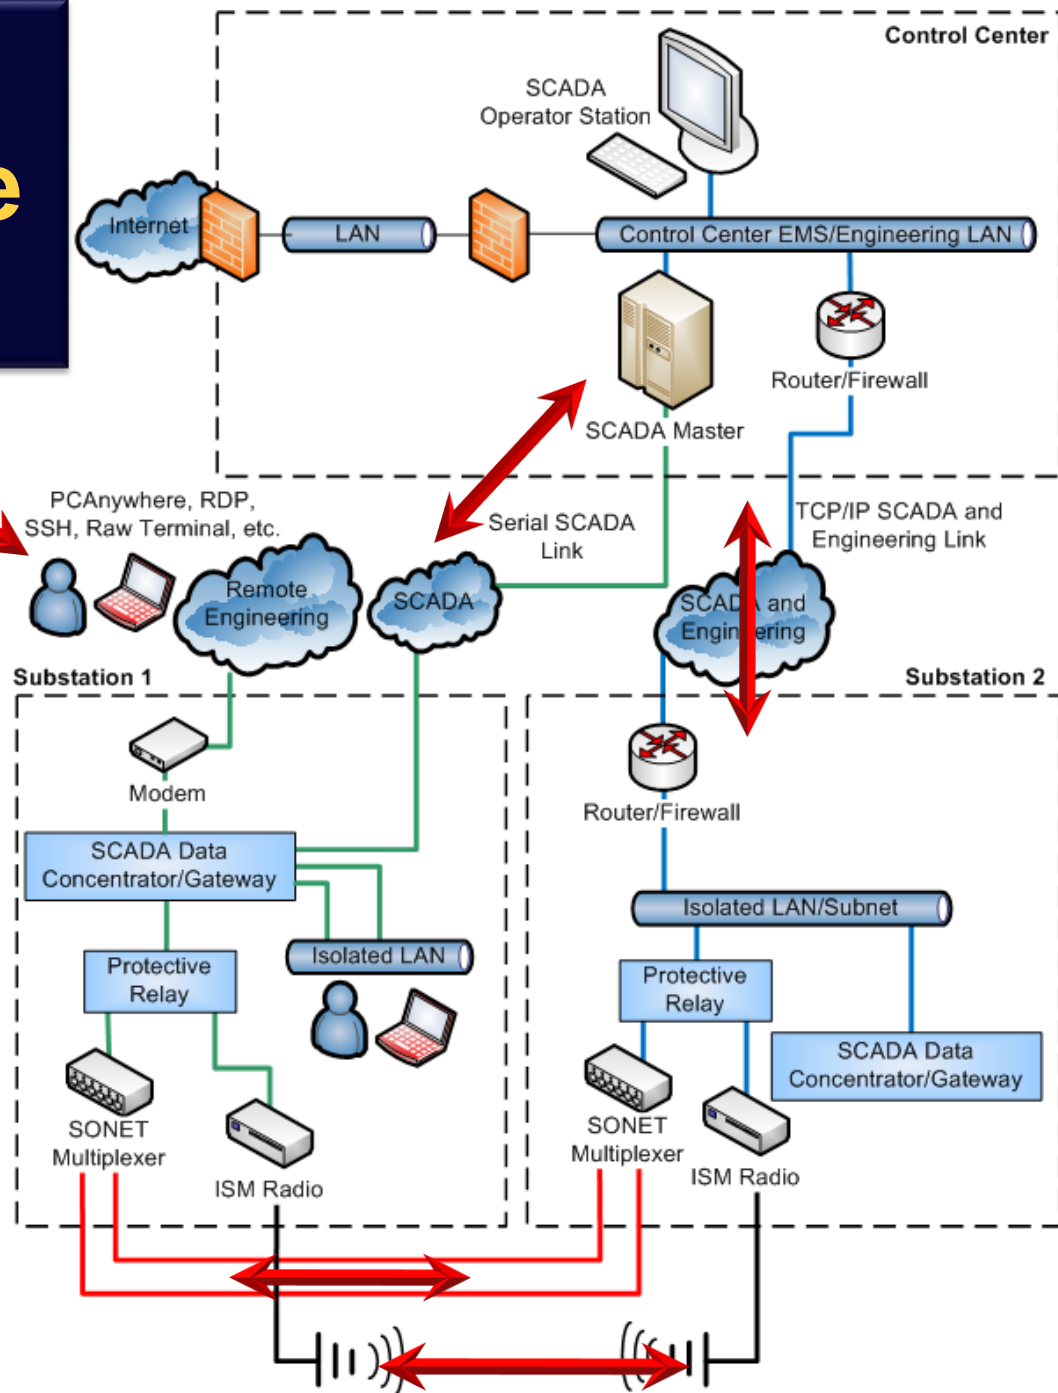 e
Control Center
SCADA
Operator Station
Internet
LAN
Control Center EMS/Engineering LAN
Router/Firewall
SCADA Master
PCAnywhere, RDP,
SSH, Raw Terminal, etc.
Serial SCADA
Link
TCP/IP SCADA and
Engineering Link
Remote
Engineering
SCADA
SCADA and
Engineering
Substation 1
Substation 2
Modem
Router/Firewall
SCADA Data
Concentrator/Gateway
Isolated LAN/Subnet
Protective
Relay
Isolated LAN
Protective
Relay
SCADA Data
Concentrator/Gateway
SONET
Multiplexer
ISM Radio
SONET
Multiplexer
ISM Radio